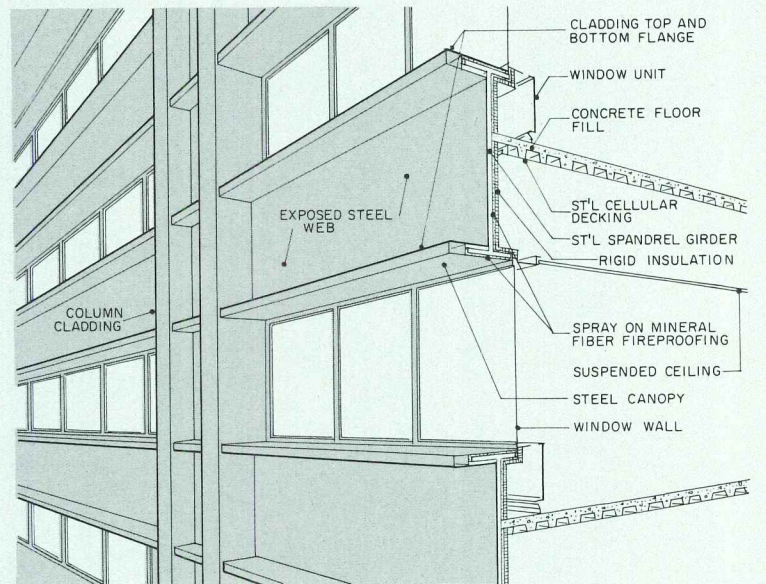 CLADDING TOP AND
BOTTOM FLANGE
WINDOW UNIT
CONCRETE FLOOR
FILL
EXPOSED STEEL
WEB
ST'L CELLULAR
DECKING
ST'L SPANDREL GIRDER
RIGID INSULATION
COLUMN
CLADDING
SPRAY ON MINERAL
FIBER FIREPROOFING
SUSPENDED CEILING
STEEL CANOPY
WINDOW WALL